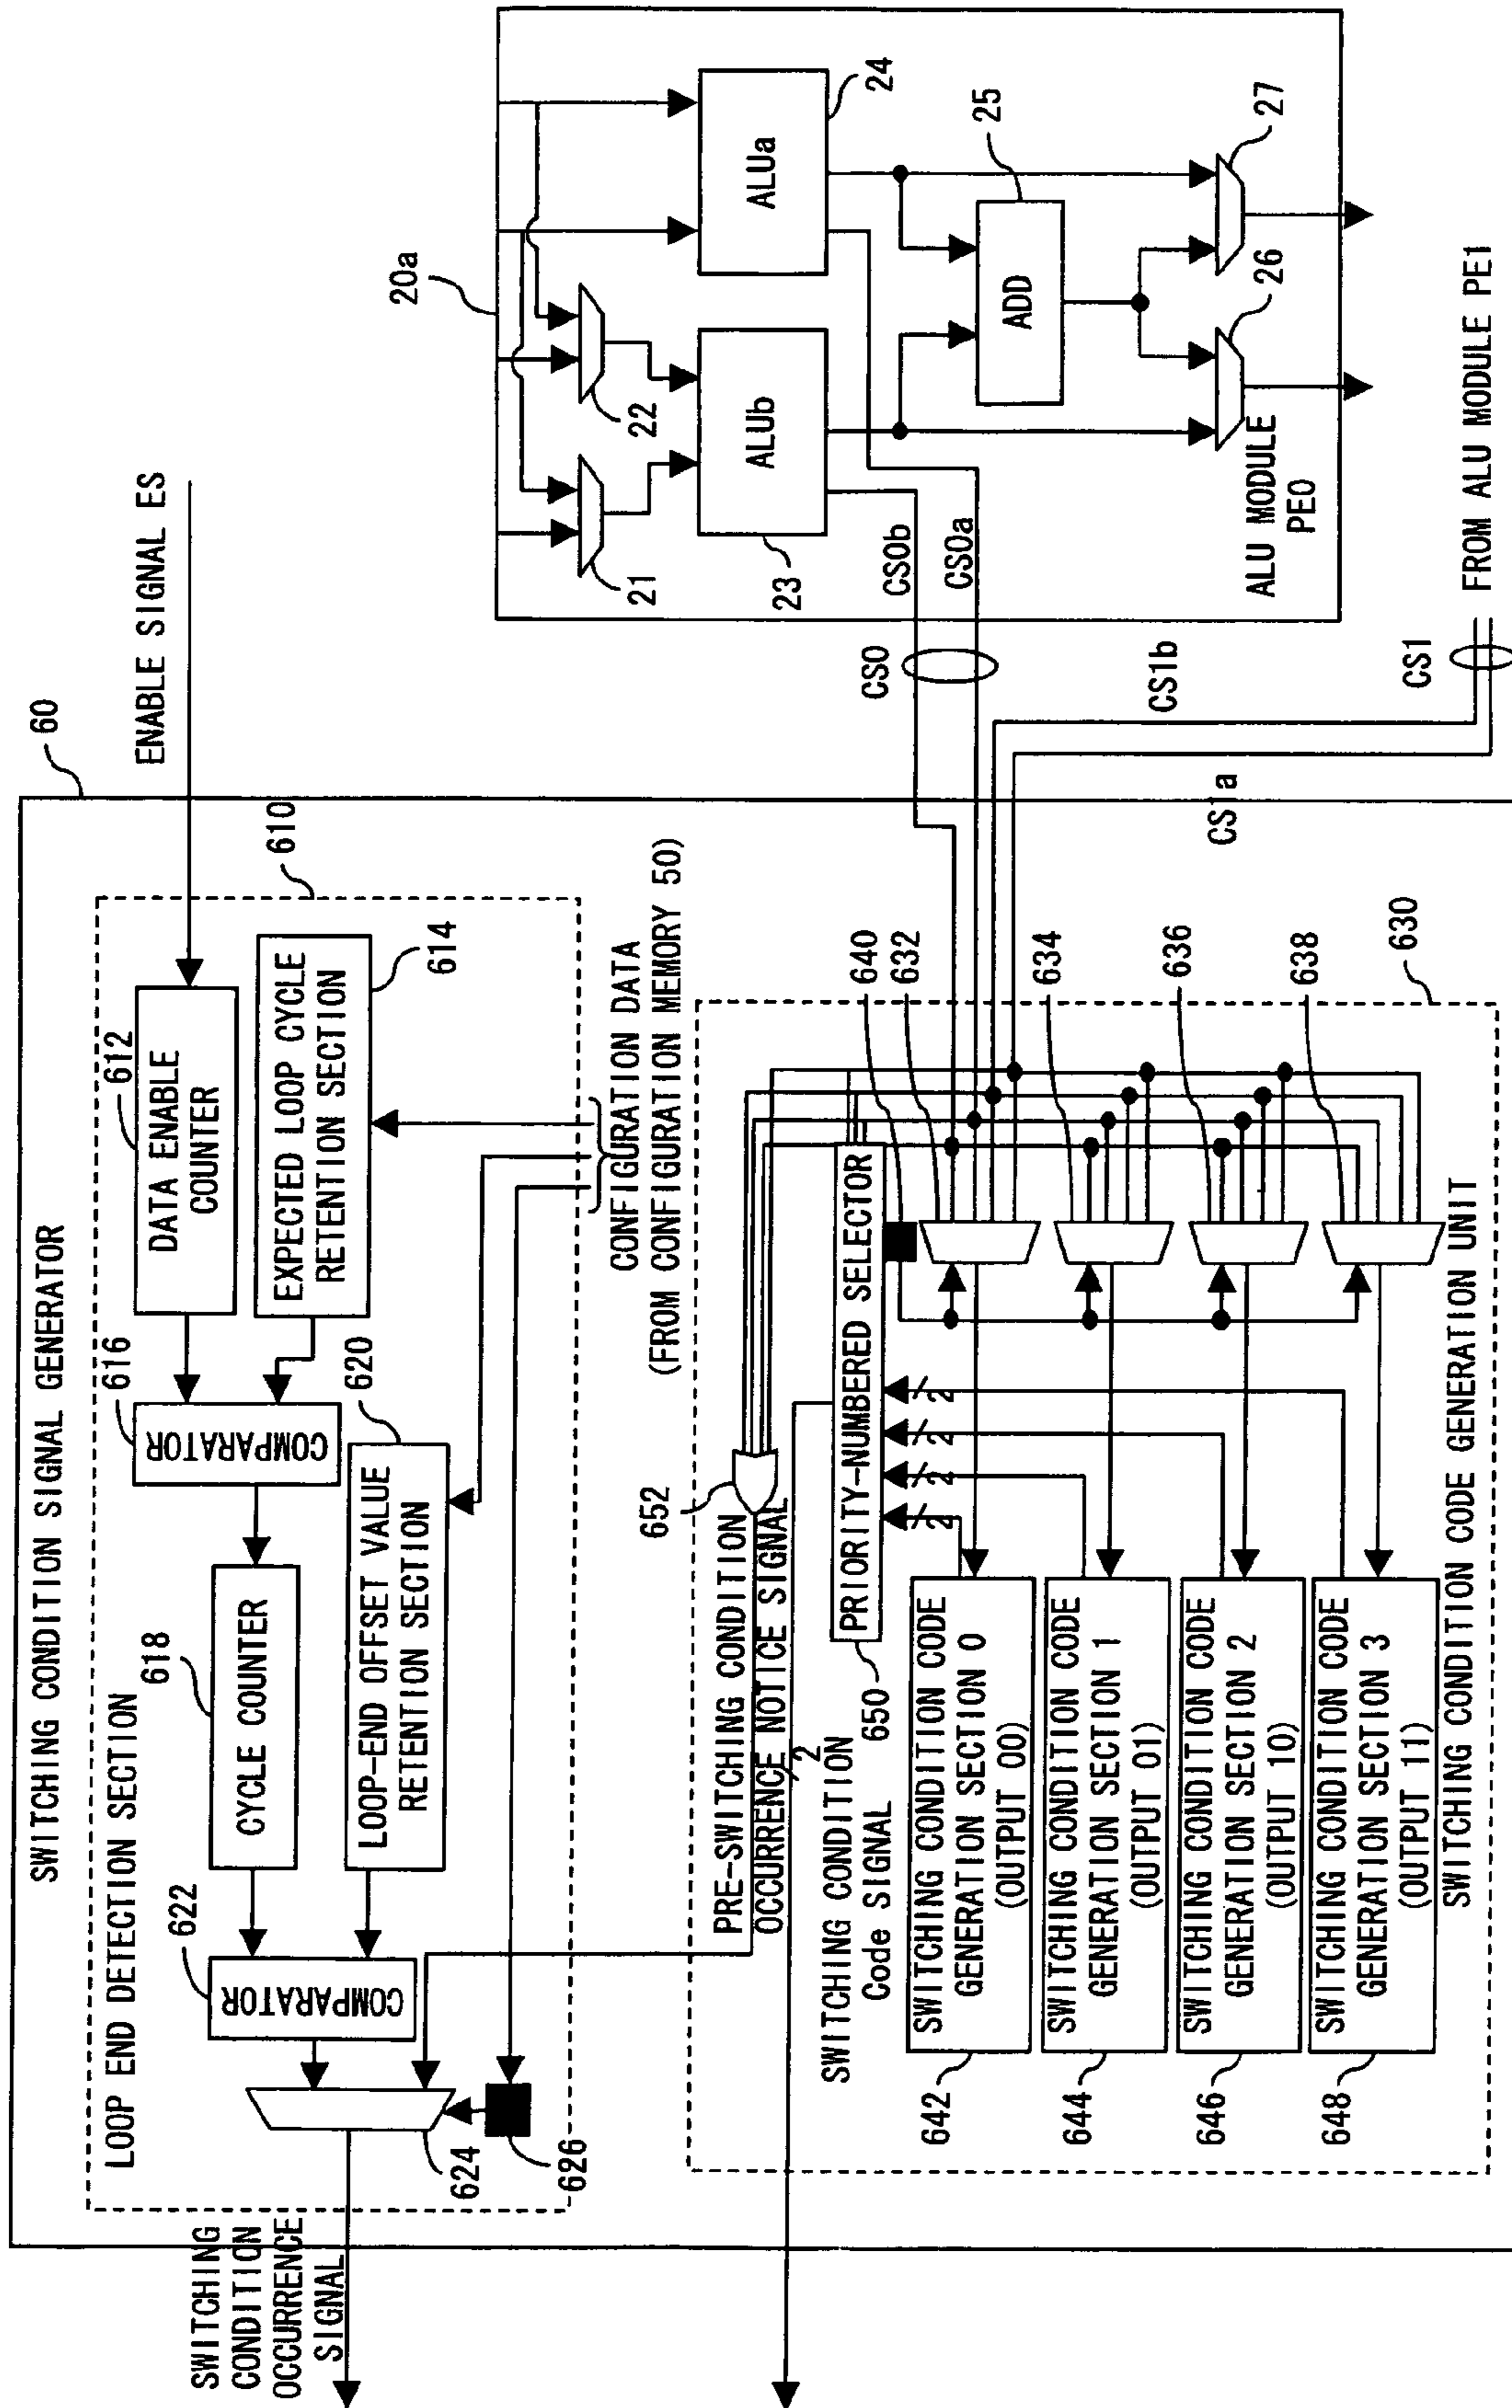 SWITCHING CONDITION SIGNAL GENERATOR
60
LOOP END DETECTION SECTION
610
ENABLE SIGNAL ES
612
DATA ENABLE
COUNTER
EXPECTED LOOP CYCLE
RETENTION SECTION
614
616
COMPARATOR
618
CYCLE COUNTER
620
LOOP-END OFFSET VALUE
RETENTION SECTION
622
COMPARATOR
624
626
SWITCHING
CONDITION
OCCURRENCE
SIGNAL
CONFIGURATION DATA
(FROM CONFIGURATION MEMORY 50)
PRE-SWITCHING CONDITION
OCCURRENCE NOTICE SIGNAL
652
2
SWITCHING CONDITION
Code SIGNAL
650
PRIORITY-NUMBERED SELECTOR
2
2
2
2
640
632
634
636
638
630
642
SWITCHING CONDITION CODE
GENERATION SECTION 0
(OUTPUT 00)
644
SWITCHING CONDITION CODE
GENERATION SECTION 1
(OUTPUT 01)
646
SWITCHING CONDITION CODE
GENERATION SECTION 2
(OUTPUT 10)
648
SWITCHING CONDITION CODE
GENERATION SECTION 3
(OUTPUT 11)
SWITCHING CONDITION CODE GENERATION UNIT
20a
21
22
ALUb
23
ALUa
24
ADD
25
26
27
ALU MODULE
PE0
CS0b
CS0a
CS0
CS1b
CS1a
CS1
FROM ALU MODULE PE1